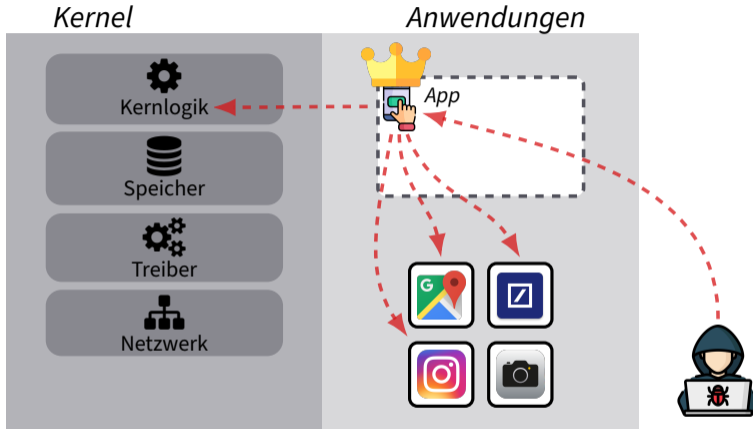 Kernel
Anwendungen
Kernlogik
App
Speicher
Treiber
Netzwerk
G